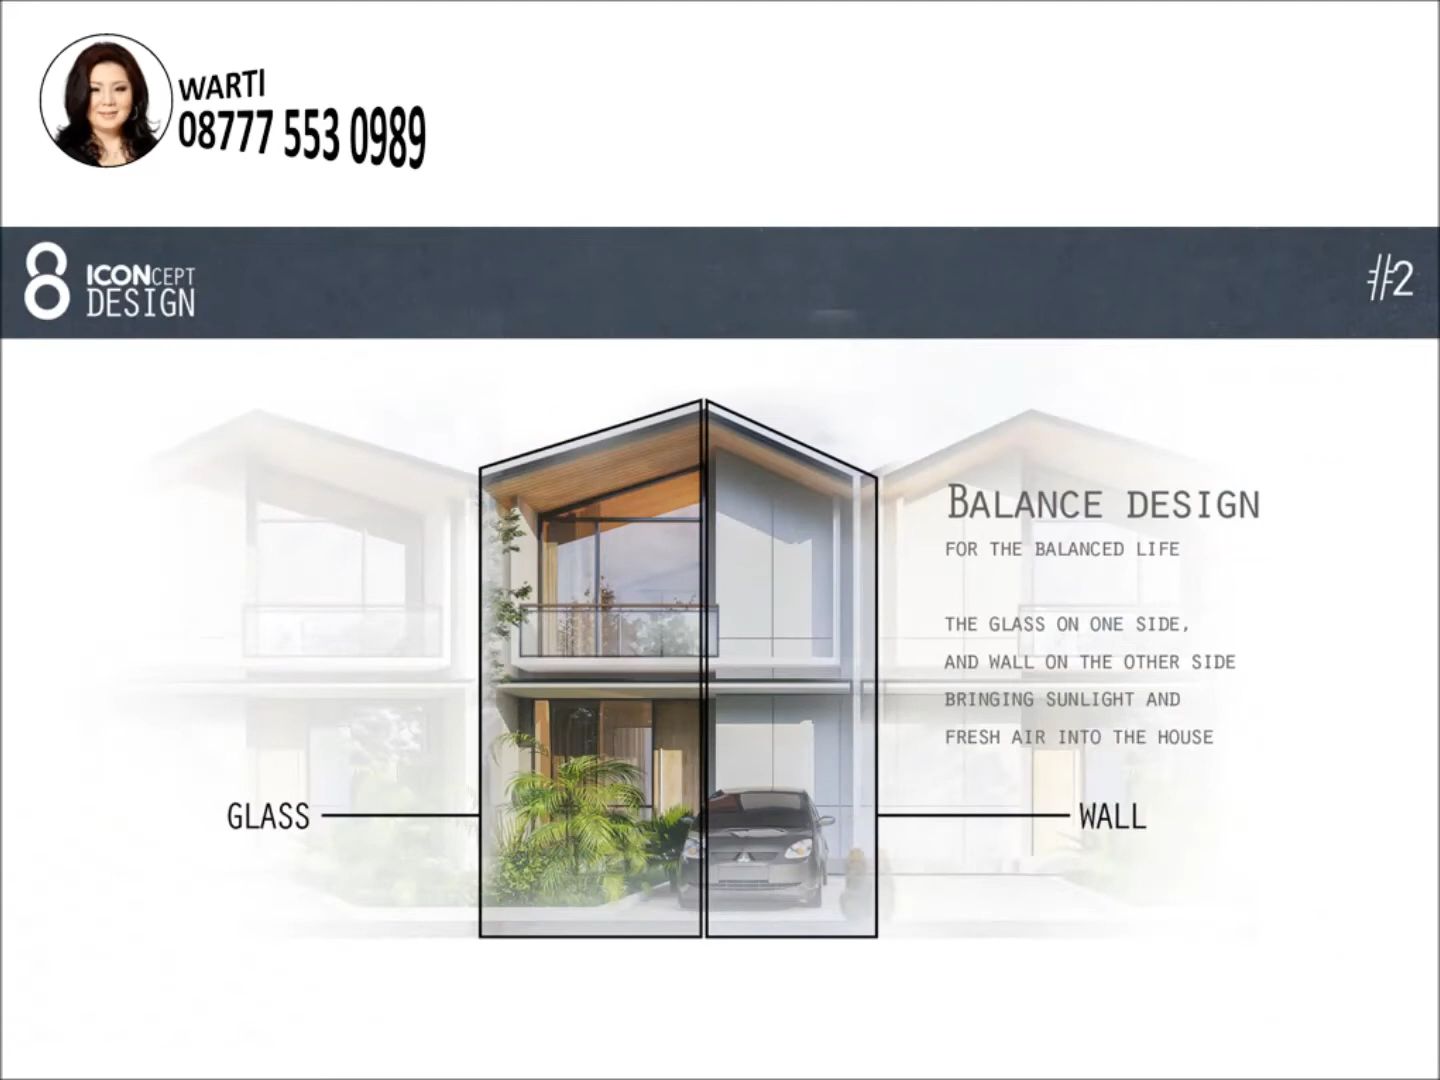 WARTI
08777 553 0989
8 ICONCEPT
DESIGN
#2
BALANCE DESIGN
FOR THE BALANCED LIFE
THE GLASS ON ONE SIDE,
AND WALL ON THE OTHER SIDE
BRINGING SUNLIGHT AND
FRESH AIR INTO THE HOUSE
GLASS
WALL